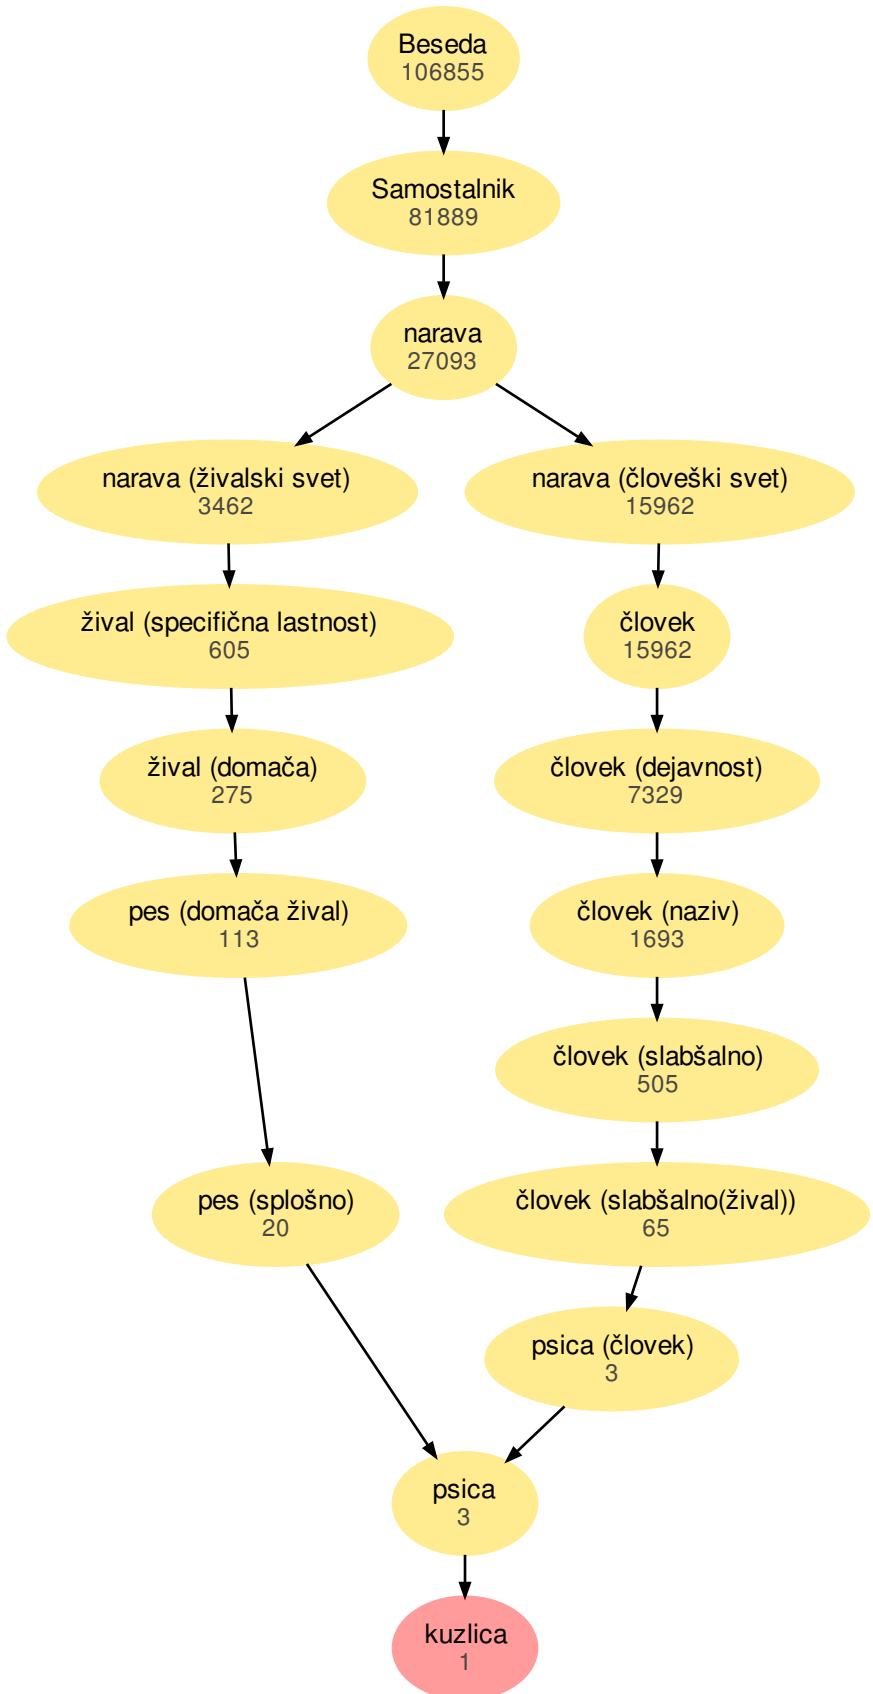 Beseda
106855
Samostalnik
81889
narava
27093
narava (živalski svet)
3462
narava (človeški svet)
15962
žival (specifična lastnost)
605
človek
15962
žival (domača)
275
človek (dejavnost)
7329
pes (domača žival)
113
človek (naziv)
1693
človek (slabšalno)
505
pes (splošno)
20
človek (slabšalno(žival))
65
psica (človek)
3
psica
3
kuzlica
1